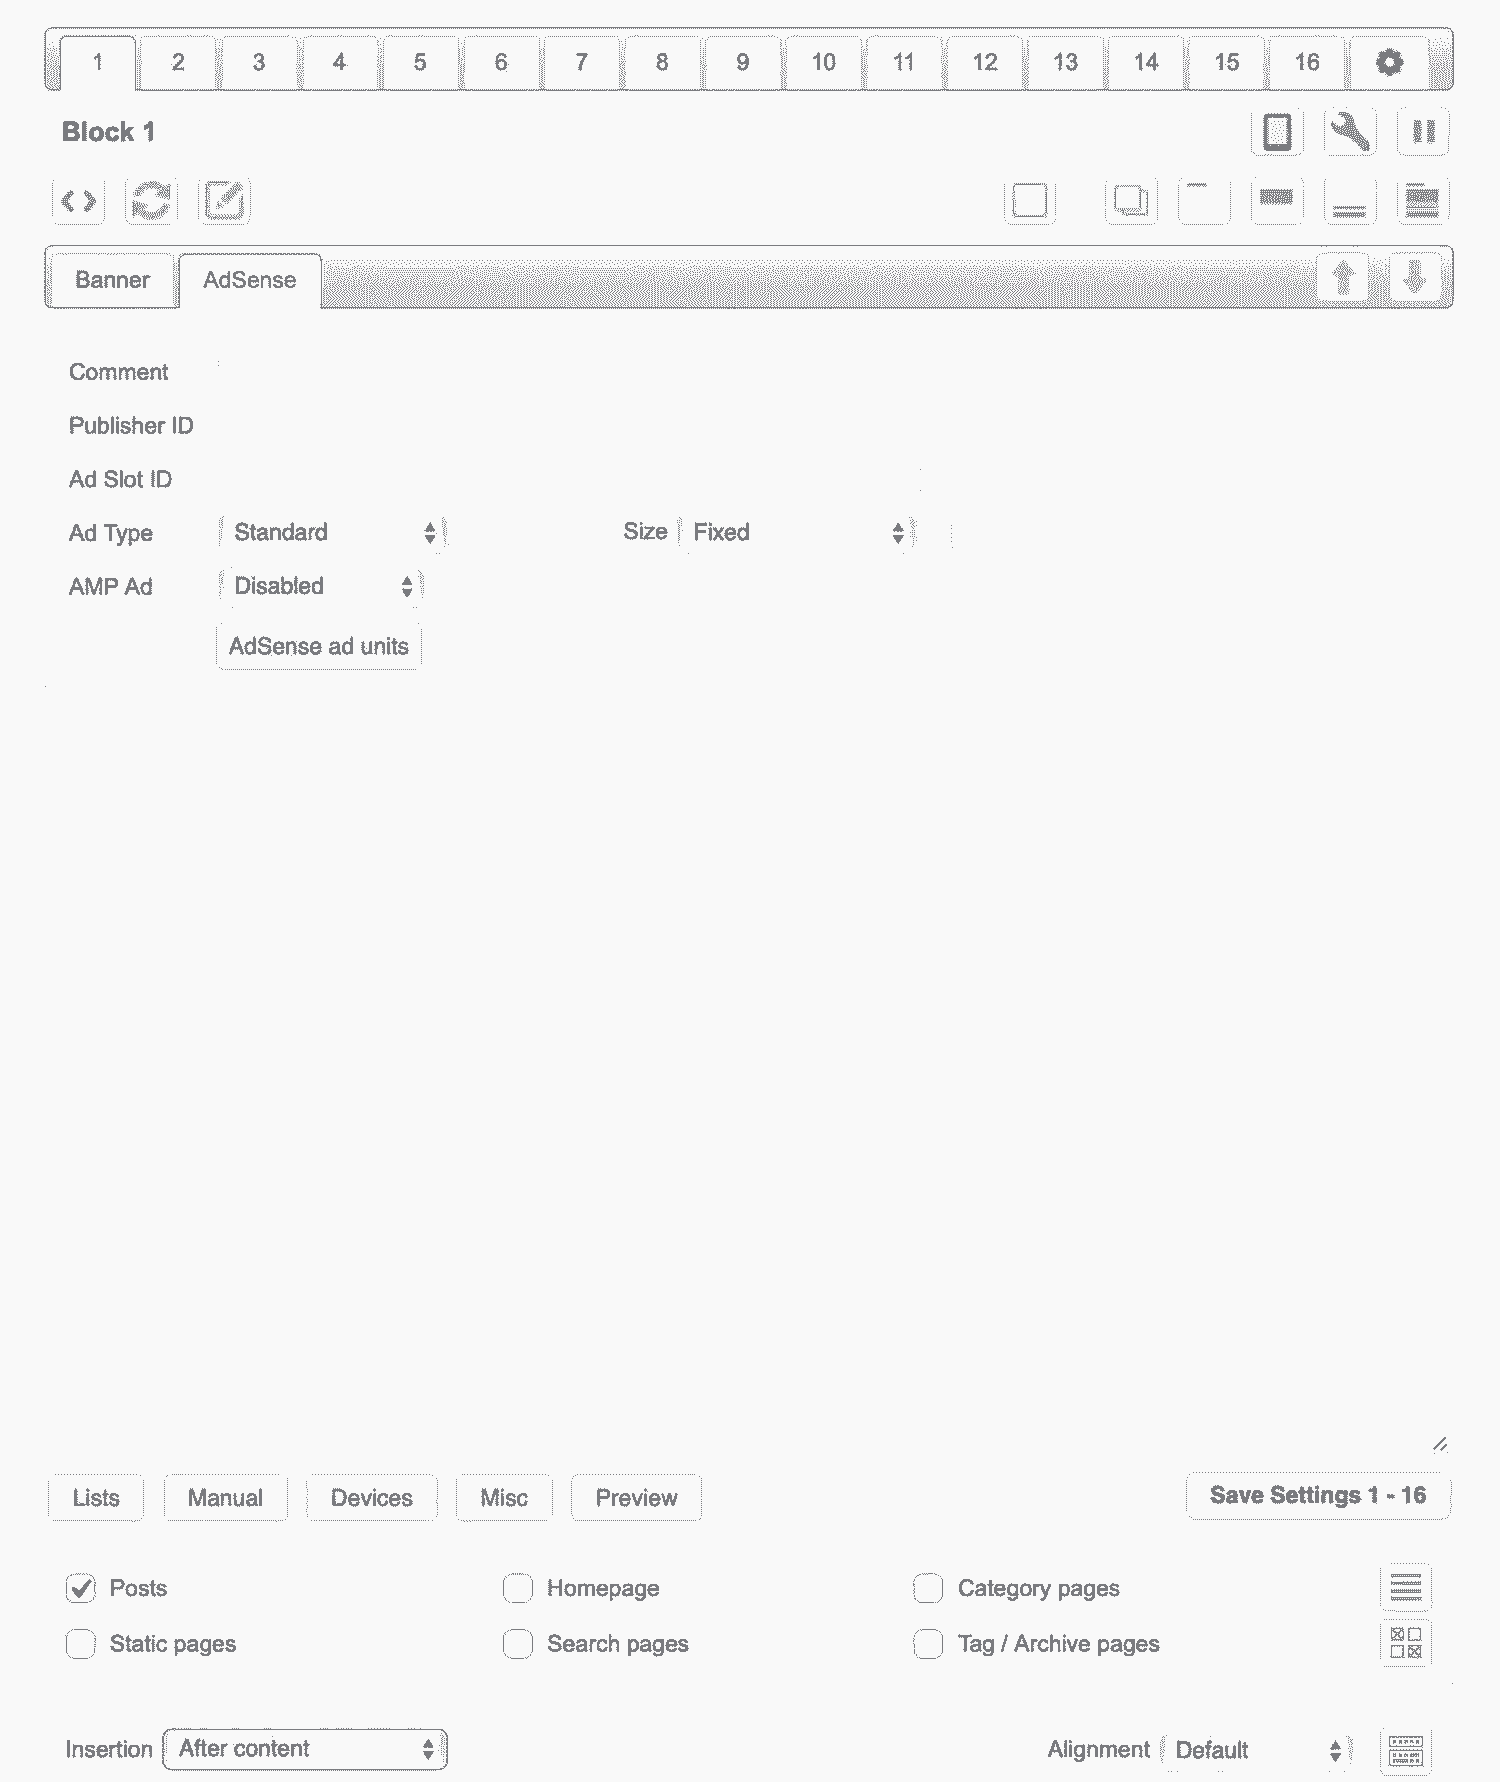 1 2 3 4 5 6 7 8 9 10 11 12 13 14 15 16
Block 1
Banner AdSense
Comment
Publisher ID
Ad Slot ID
Ad Type Standard Size Fixed
AMP Ad Disabled
AdSense ad units
Lists Manual Devices Misc Preview Save Settings 1 - 16
Posts Homepage Category pages
Static pages Search pages Tag / Archive pages
Insertion After content Alignment Default